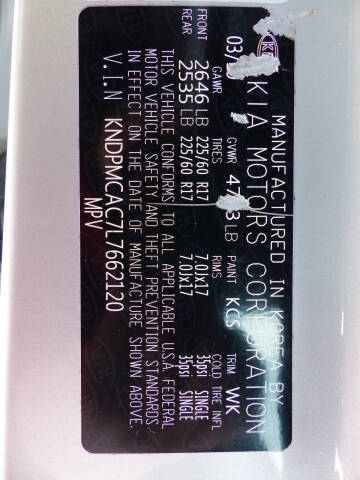 MANUFACTURED IN KOREA BY
KIA MOTORS CORPORATION
03/
GVWR LB PAINT KCS TRIM WK
GAWR TIRES RIMS COLD TIRE INFL
FRONT 2646 LB 225/60 R17 7.0Jx17 35psi SINGLE
REAR 2535 LB 225/60 R17 7.0Jx17 35psi SINGLE
THIS VEHICLE CONFORMS TO ALL APPLICABLE U.S.A. FEDERAL
MOTOR VEHICLE SAFETY AND THEFT PREVENTION STANDARDS
IN EFFECT ON THE DATE OF MANUFACTURE SHOWN ABOVE.
V.I.N KNDPMCAC7L7662120
MPV